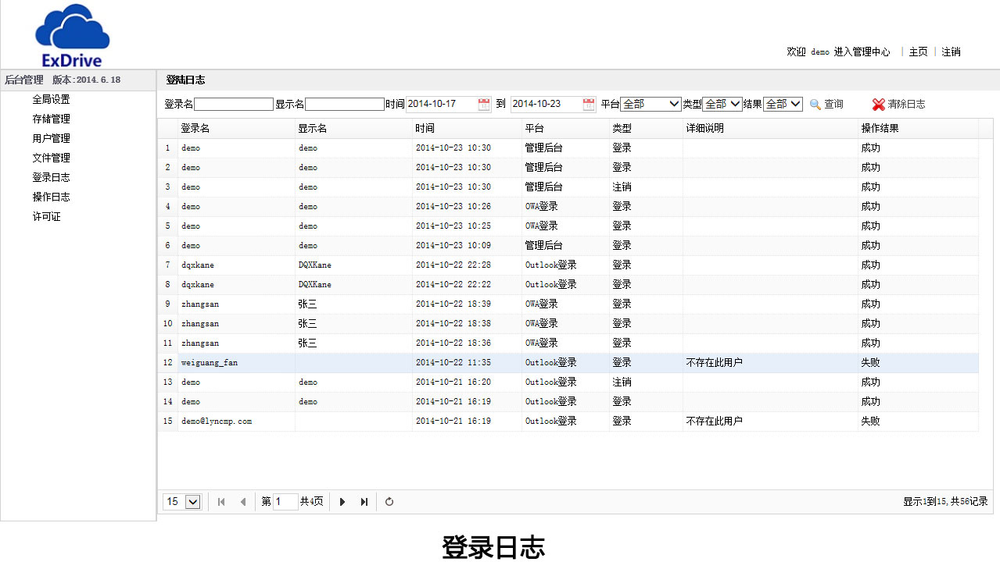 ExDrive
欢迎 demo 进入管理中心 | 主页 | 注销
后台管理 版本:2014.6.18
登陆日志
全局设置
存储管理
用户管理
文件管理
登录日志
操作日志
许可证
登录名 显示名 时间 2014-10-17 到 2014-10-23 平台 全部 类型 全部 结果 全部 查询 清除日志
登录名 显示名 时间 平台 类型 详细说明 操作结果
1 demo demo 2014-10-23 10:30 管理后台 登录 成功
2 demo demo 2014-10-23 10:30 管理后台 登录 成功
3 demo demo 2014-10-23 10:30 管理后台 注销 成功
4 demo demo 2014-10-23 10:26 OWA登录 登录 成功
5 demo demo 2014-10-23 10:25 OWA登录 登录 成功
6 demo demo 2014-10-23 10:09 管理后台 登录 成功
7 dqxkane DQXKane 2014-10-22 22:28 Outlook登录 登录 成功
8 dqxkane DQXKane 2014-10-22 22:22 Outlook登录 登录 成功
9 zhangsan 张三 2014-10-22 18:39 OWA登录 登录 成功
10 zhangsan 张三 2014-10-22 18:38 OWA登录 登录 成功
11 zhangsan 张三 2014-10-22 18:36 OWA登录 登录 成功
12 weiguang_fan 2014-10-22 11:35 Outlook登录 登录 不存在此用户 失败
13 demo demo 2014-10-21 16:20 Outlook登录 注销 成功
14 demo demo 2014-10-21 16:19 Outlook登录 登录 成功
15 demo@lyncmp.com 2014-10-21 16:19 Outlook登录 登录 不存在此用户 失败
15 第 1 共4页 显示1到15,共56记录
登录日志